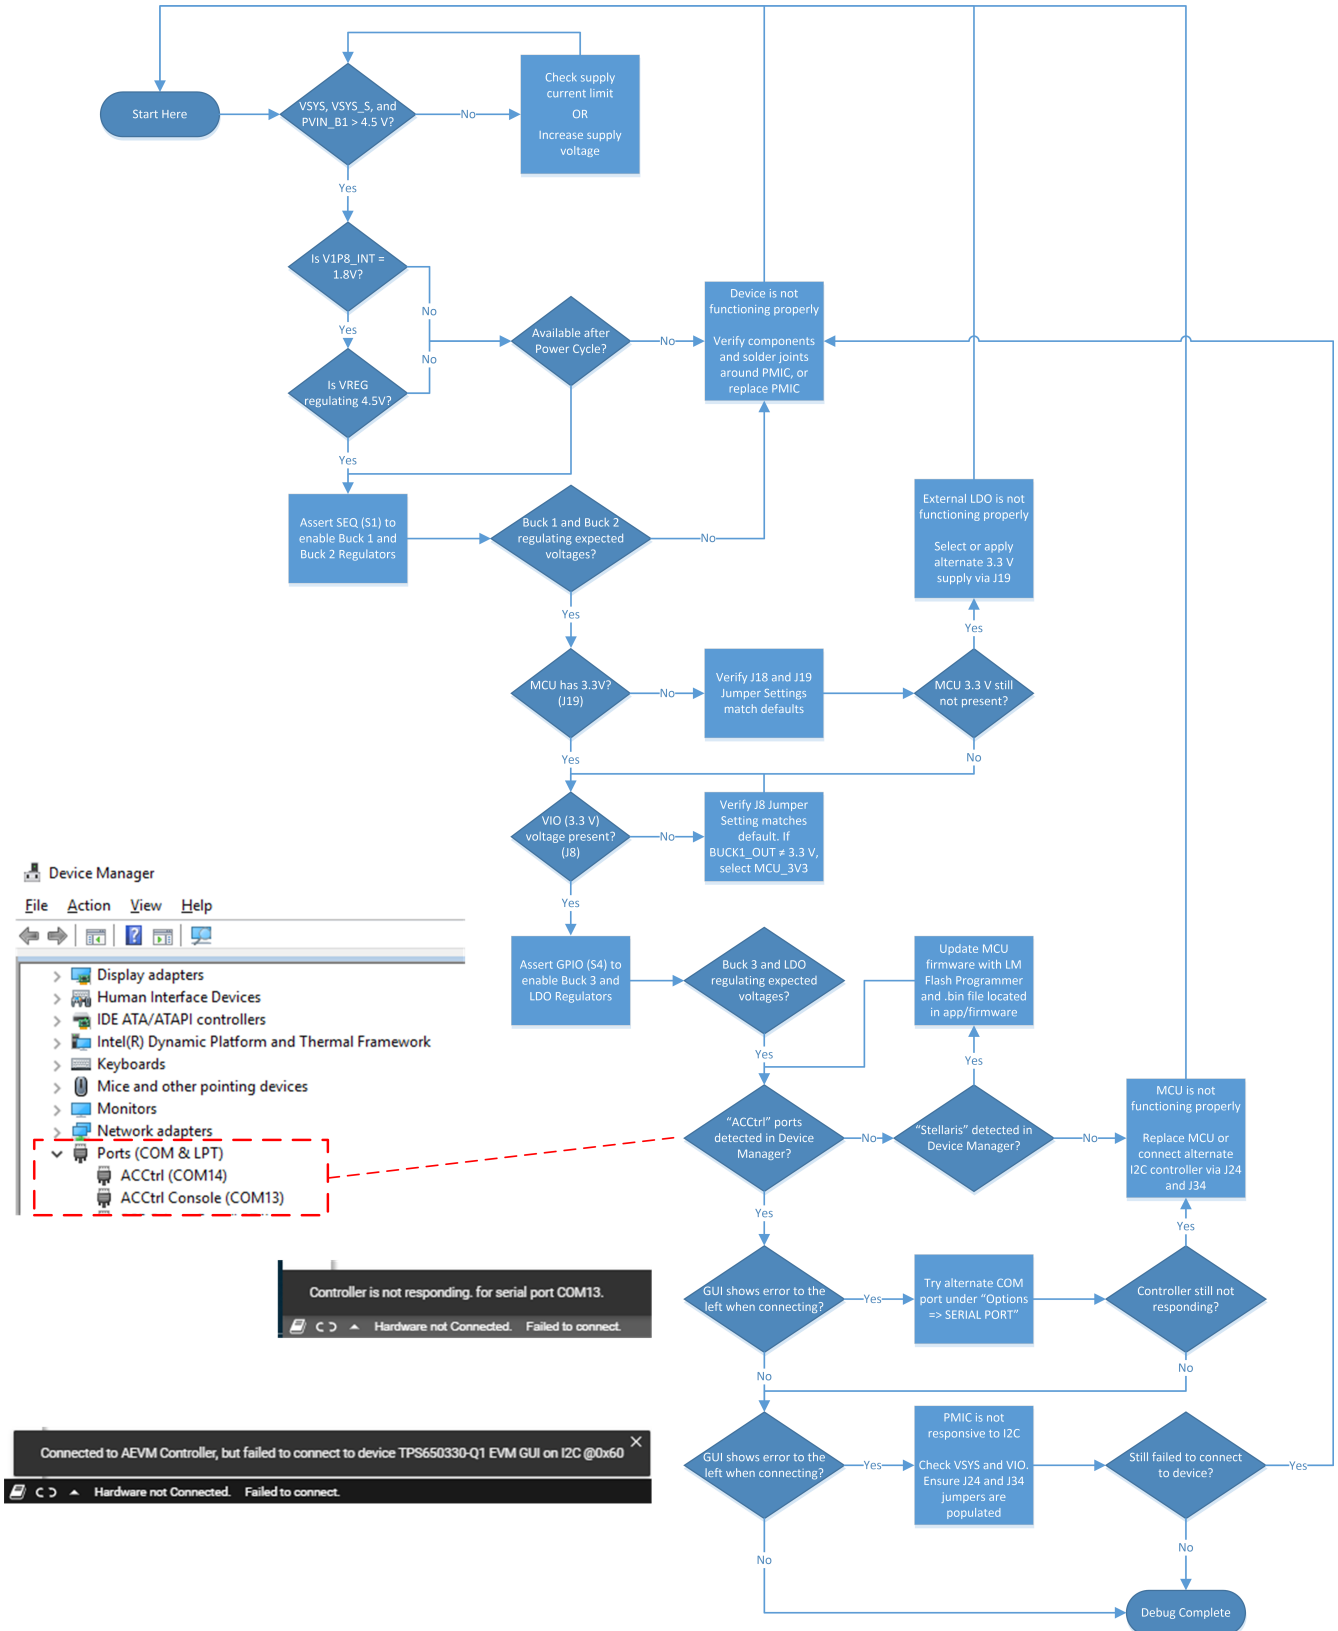 Start Here
VSYS, VSYS_S, and
PVIN_B1 > 4.5 V?
No
Check supply
current limit
OR
Increase supply
voltage
Yes
Is V1P8_INT =
1.8V?
No
Yes
Is VREG
regulating 4.5V?
No
Yes
Available after
Power Cycle?
No
Device is not
functioning properly
Verify components
and solder joints
around PMIC, or
replace PMIC
Assert SEQ (S1) to
enable Buck 1 and
Buck 2 Regulators
Buck 1 and Buck 2
regulating expected
voltages?
No
Yes
External LDO is not
functioning properly
Select or apply
alternate 3.3 V
supply via J19
Yes
MCU has 3.3V?
(J19)
No
Verify J18 and J19
Jumper Settings
match defaults
MCU 3.3 V still
not present?
No
Yes
VIO (3.3 V)
voltage present?
(J8)
No
Verify J8 Jumper
Setting matches
default. If
BUCK1_OUT ≠ 3.3 V,
select MCU_3V3
Yes
Assert GPIO (S4) to
enable Buck 3 and
LDO Regulators
Buck 3 and LDO
regulating expected
voltages?
Yes
Update MCU
firmware with LM
Flash Programmer
and .bin file located
in app/firmware
Yes
Device Manager
File Action View Help
Display adapters
Human Interface Devices
IDE ATA/ATAPI controllers
Intel(R) Dynamic Platform and Thermal Framework
Keyboards
Mice and other pointing devices
Monitors
Network adapters
Ports (COM & LPT)
ACCtrl (COM14)
ACCtrl Console (COM13)
"ACCtrl" ports
detected in Device
Manager?
No
"Stellaris" detected in
Device Manager?
No
MCU is not
functioning properly
Replace MCU or
connect alternate
I2C controller via J24
and J34
Yes
Yes
Controller is not responding. for serial port COM13.
Hardware not Connected. Failed to connect.
GUI shows error to the
left when connecting?
Yes
Try alternate COM
port under "Options
=> SERIAL PORT"
Controller still not
responding?
No
No
Connected to AEVM Controller, but failed to connect to device TPS650330-Q1 EVM GUI on I2C @0x60
Hardware not Connected. Failed to connect.
GUI shows error to the
left when connecting?
Yes
PMIC is not
responsive to I2C
Check VSYS and VIO.
Ensure J24 and J34
jumpers are
populated
Still failed to connect
to device?
Yes
No
No
Debug Complete